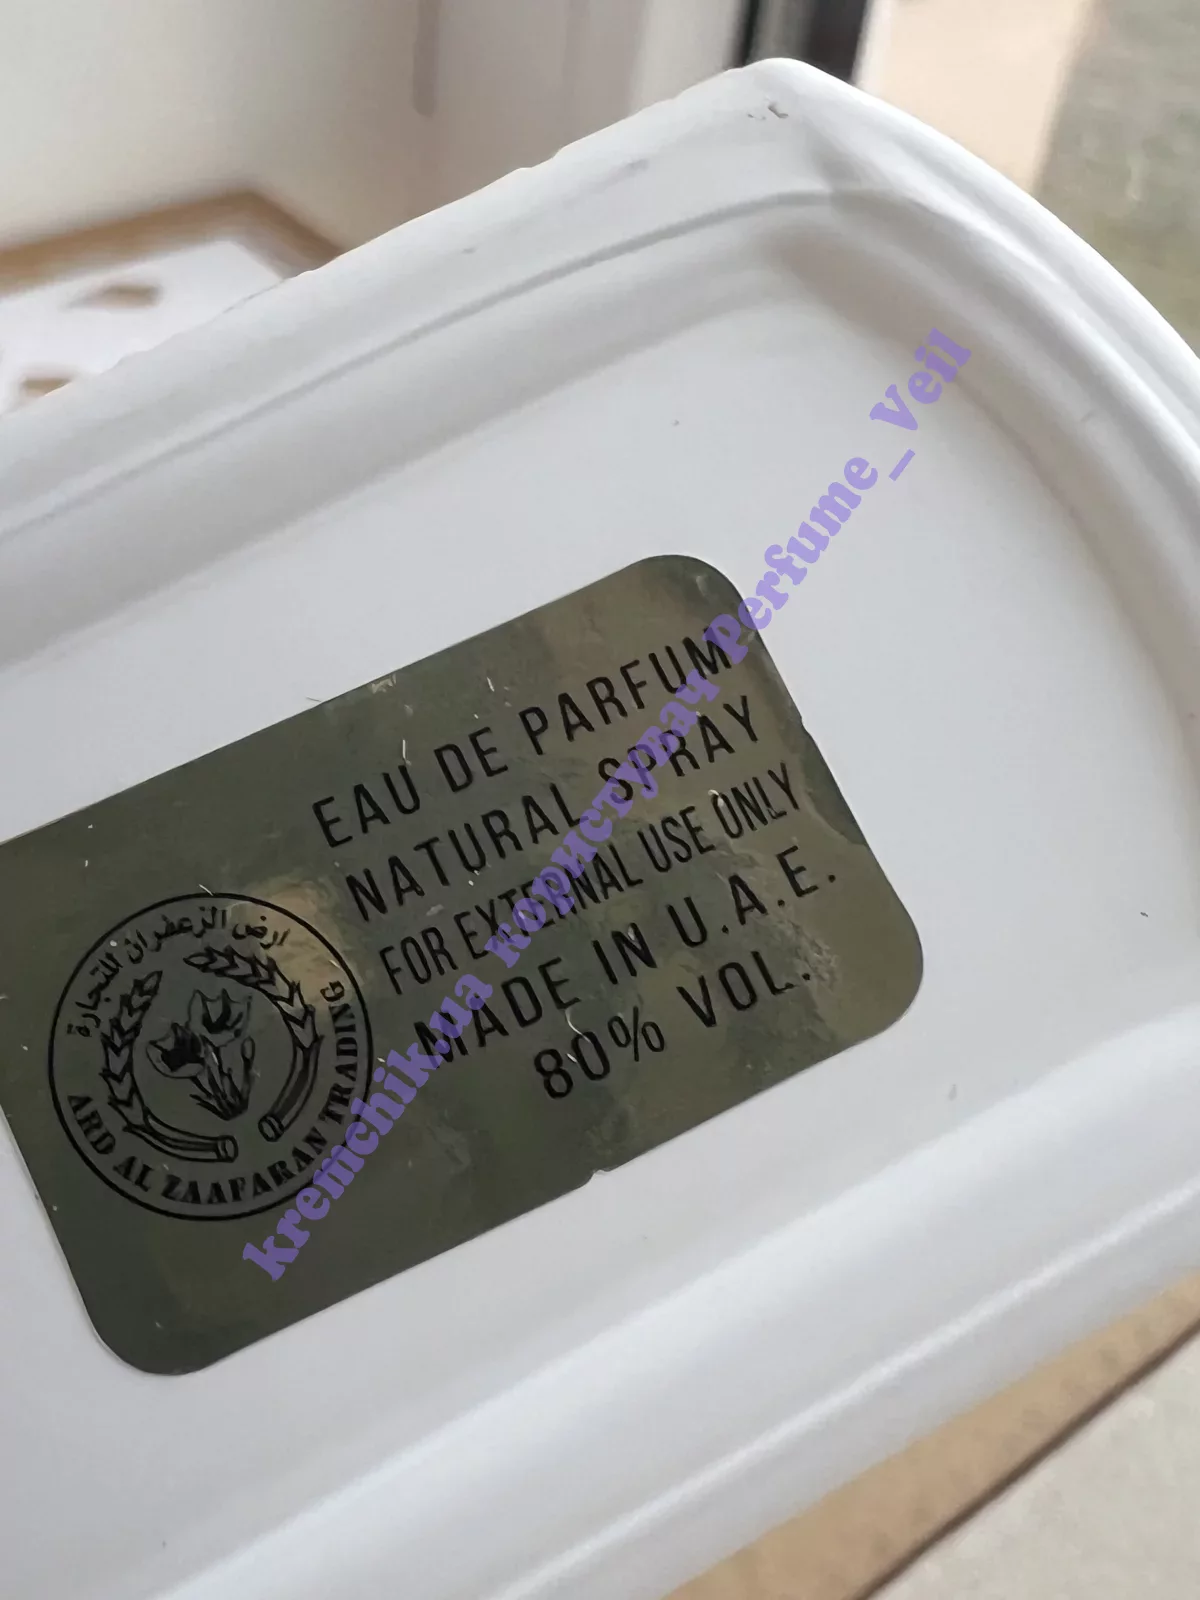 EAU DE PARFUM
NATURAL SPRAY
FOR EXTERNAL USE ONLY
MADE IN U.A.E.
80% VOL.
ارض الزعفران للتجارة
ARD AL ZAAFARAN TRADING
kremchik.ua користувач Perfume_Veil